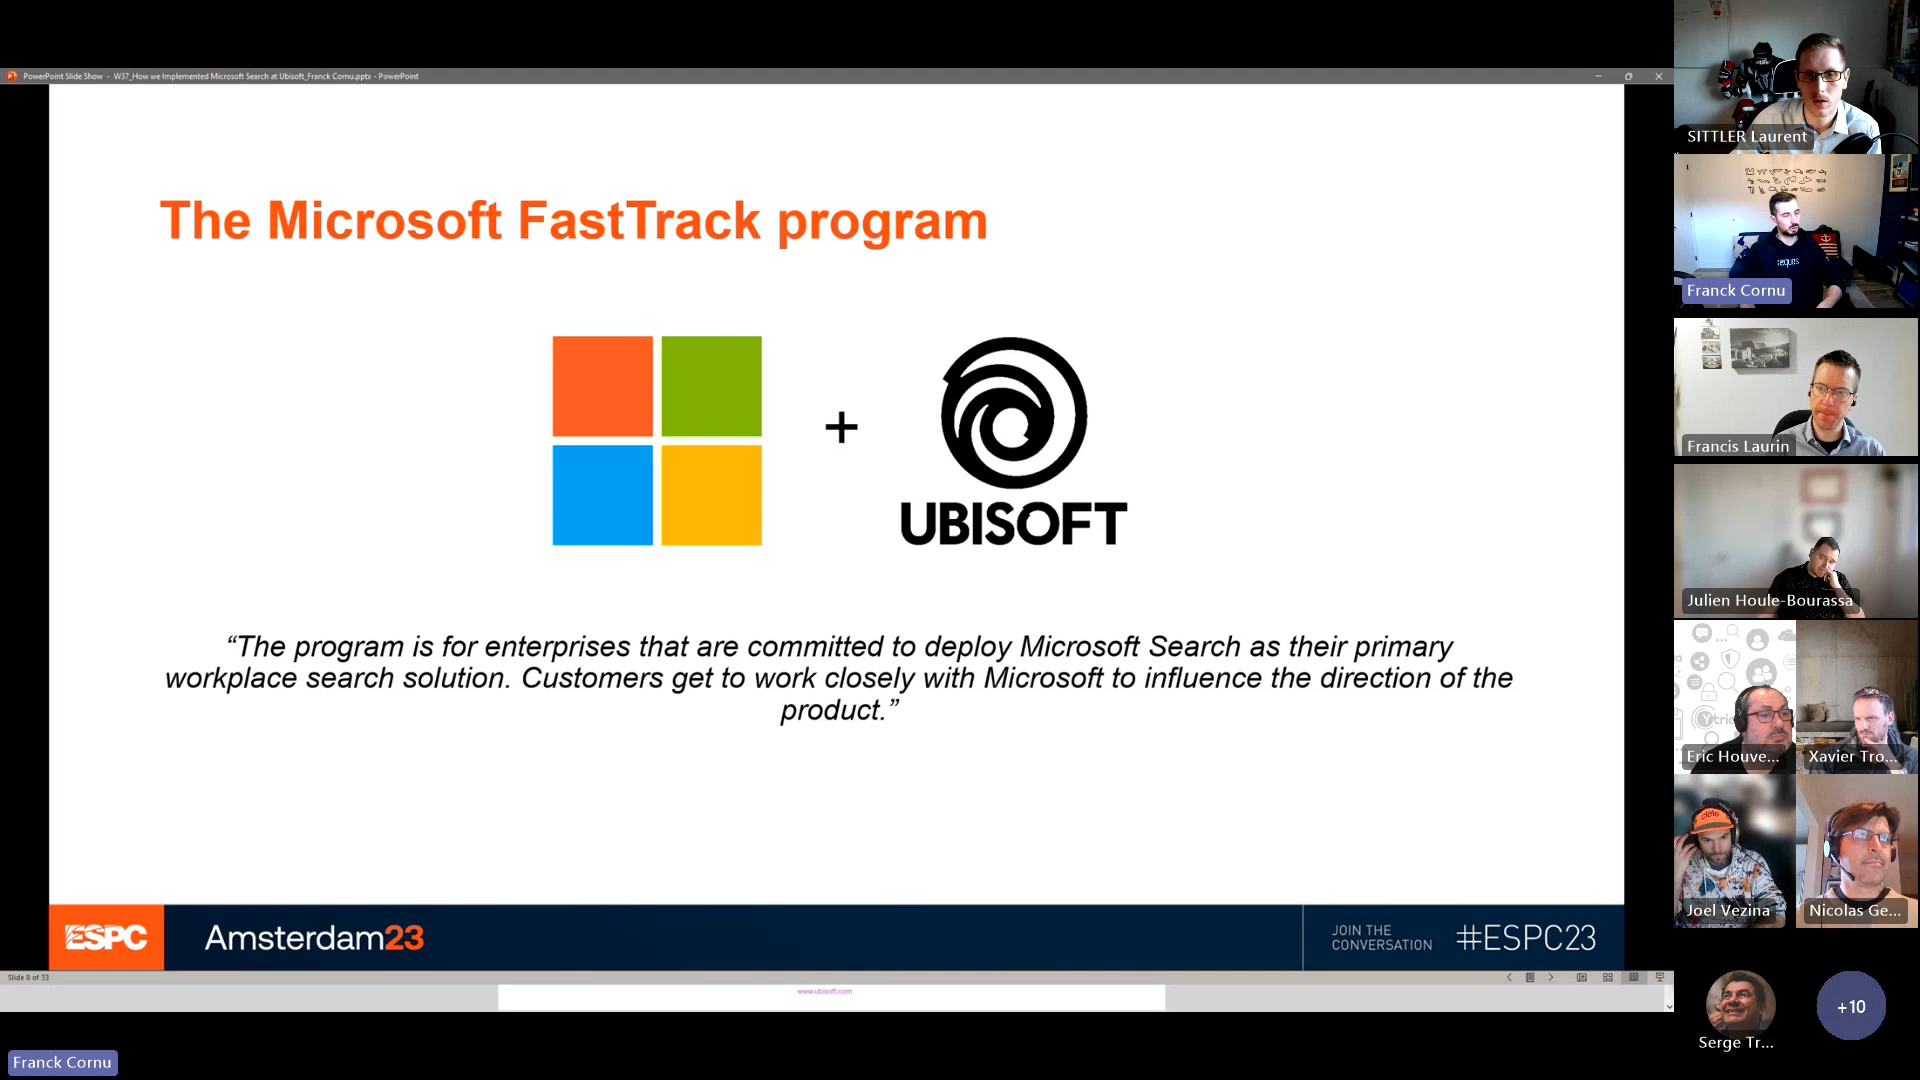 PowerPoint Slide Show - W37_How we Implemented Microsoft Search at Ubisoft_Franck Cornu.pptx - PowerPoint
The Microsoft FastTrack program
+
UBISOFT
“The program is for enterprises that are committed to deploy Microsoft Search as their primary
workplace search solution. Customers get to work closely with Microsoft to influence the direction of the
product.”
ESPC
Amsterdam23
JOIN THE
CONVERSATION
#ESPC23
Slide 8 of 33
www.ubisoft.com
Franck Cornu
SITTLER Laurent
Franck Cornu
Francis Laurin
Julien Houle-Bourassa
Eric Houve...
Xavier Tro...
ciele
Joel Vezina
Nicolas Ge...
Serge Tr...
+10